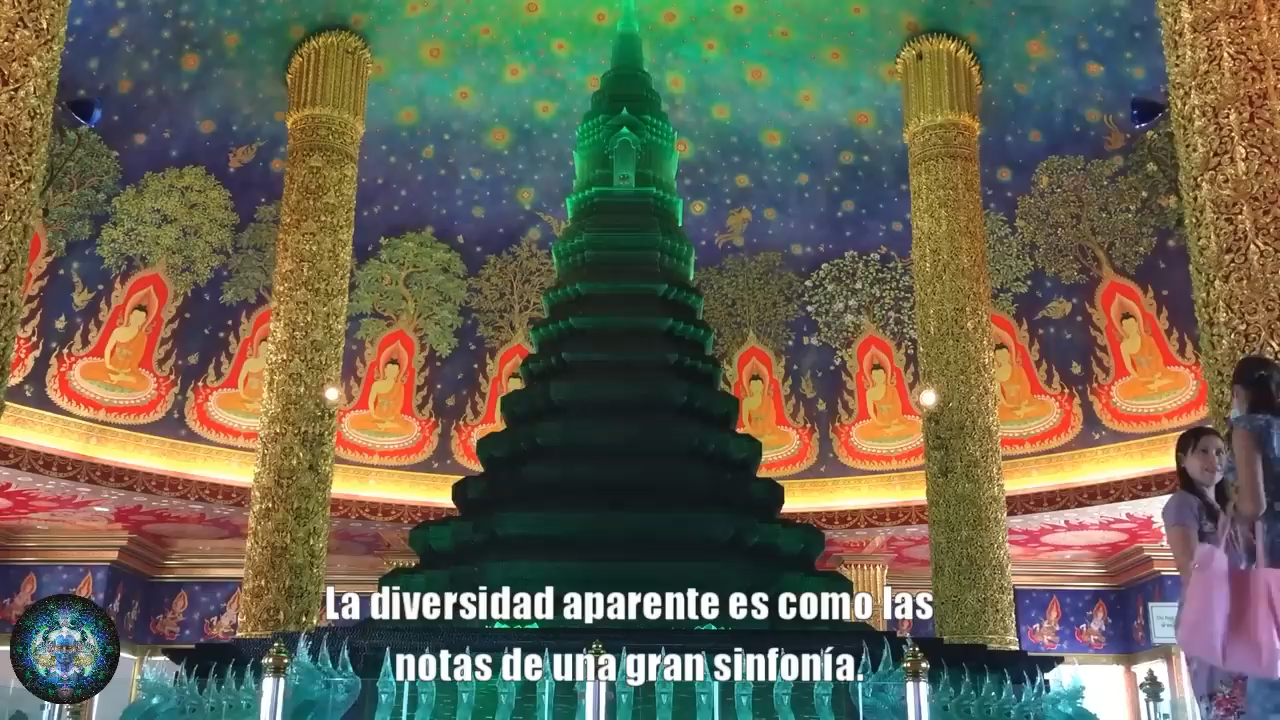 La diversidad aparente es como las
notas de una gran sinfonía.